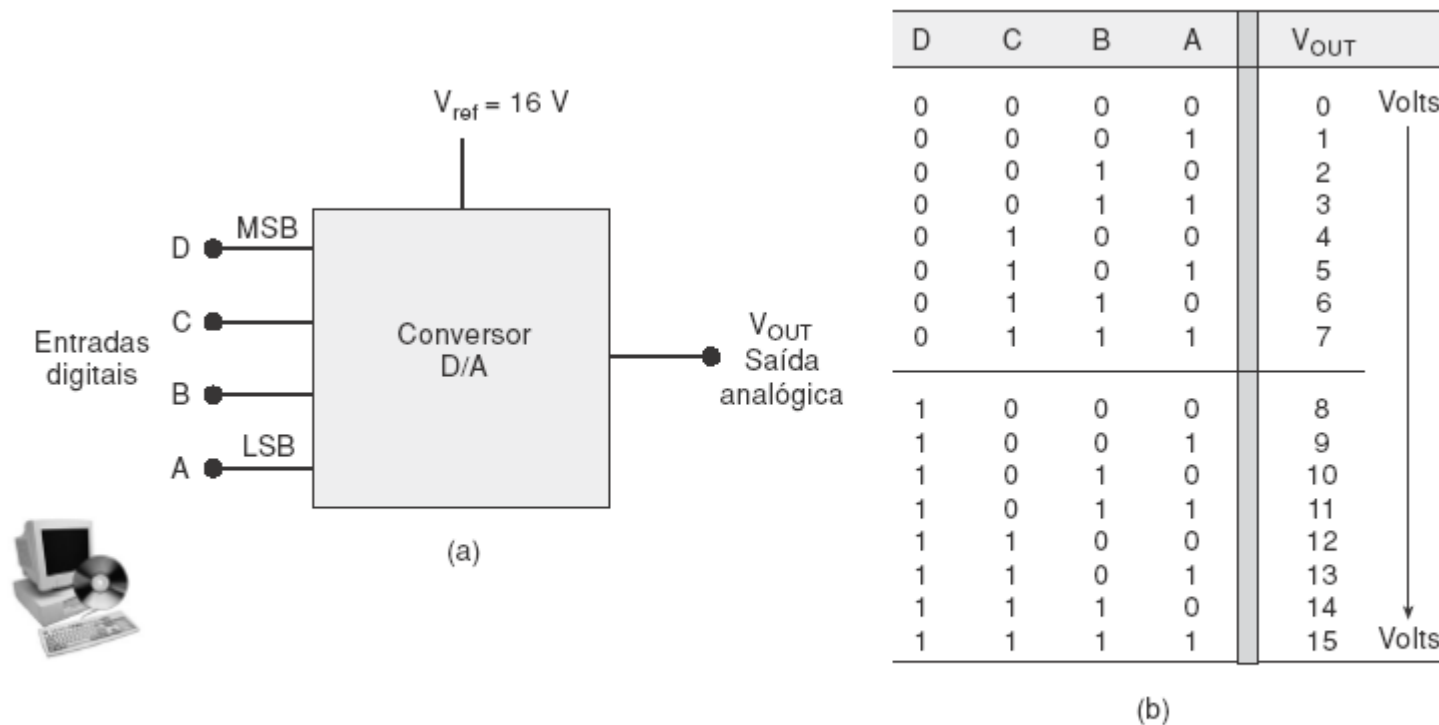 V_ref = 16 V
D MSB
C
Entradas
digitais
B
A LSB
Conversor
D/A
V_OUT
Saída
analógica
(a)
D C B A V_OUT
0 0 0 0 0 Volts
0 0 0 1 1
0 0 1 0 2
0 0 1 1 3
0 1 0 0 4
0 1 0 1 5
0 1 1 0 6
0 1 1 1 7
1 0 0 0 8
1 0 0 1 9
1 0 1 0 10
1 0 1 1 11
1 1 0 0 12
1 1 0 1 13
1 1 1 0 14
1 1 1 1 15 Volts
(b)